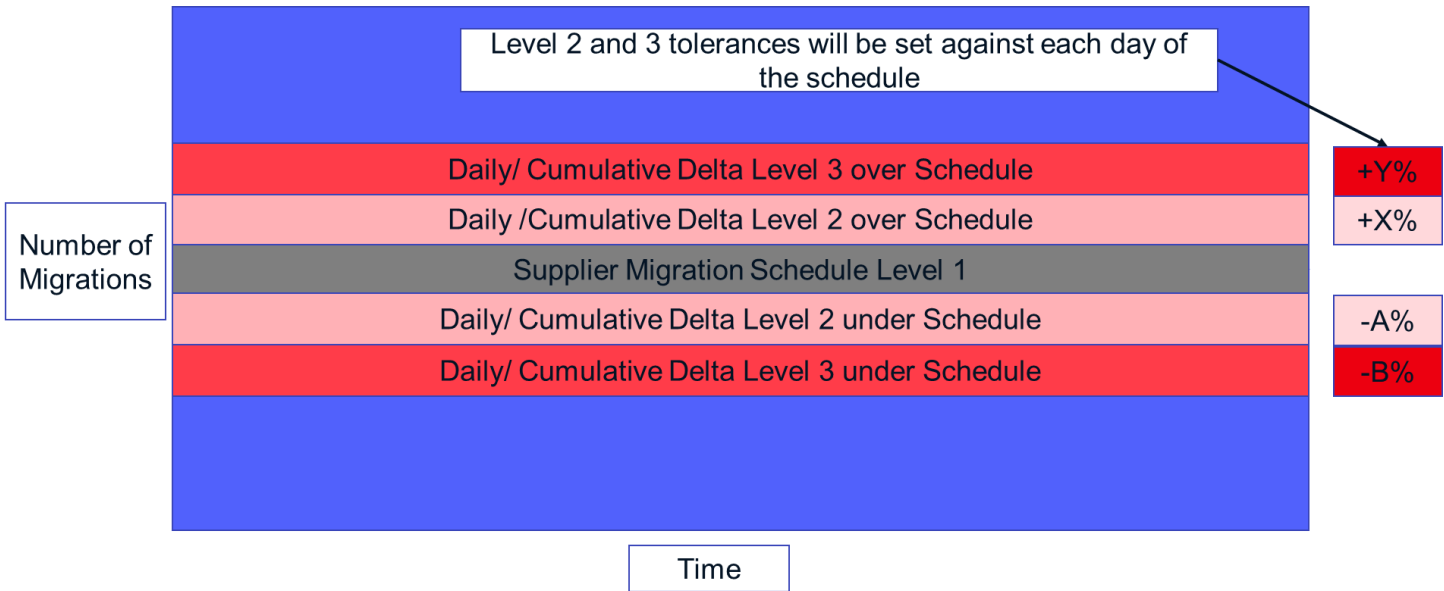 Level 2 and 3 tolerances will be set against each day of
the schedule
Daily/ Cumulative Delta Level 3 over Schedule
+Y%
Daily /Cumulative Delta Level 2 over Schedule
+X%
Number of
Migrations
Supplier Migration Schedule Level 1
Daily/ Cumulative Delta Level 2 under Schedule
-A%
Daily/ Cumulative Delta Level 3 under Schedule
-B%
Time